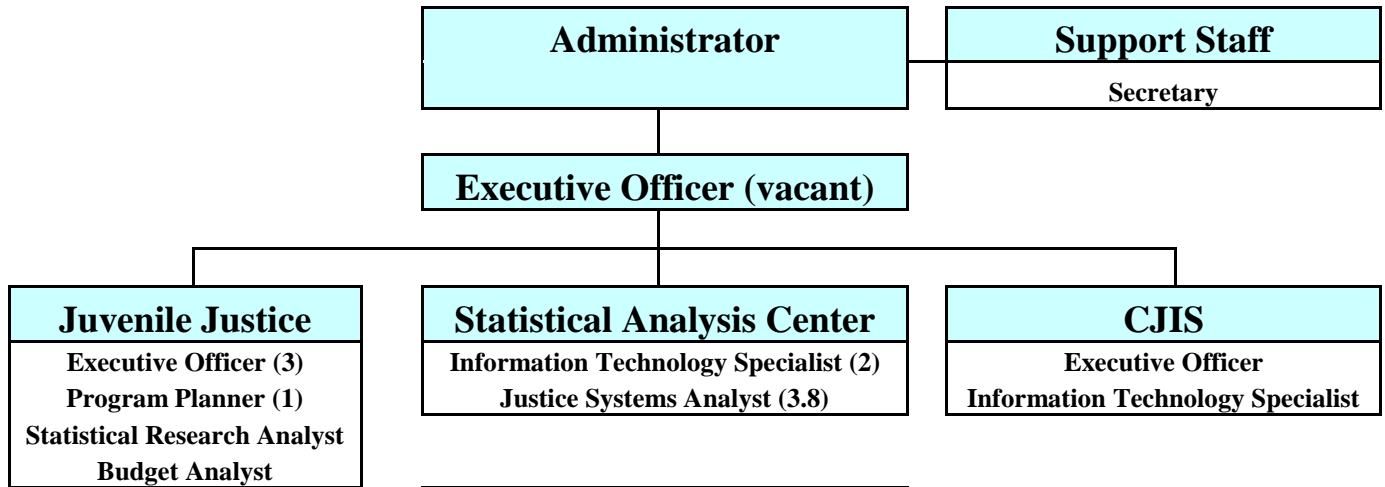 Administrator
Support Staff
Secretary
Executive Officer (vacant)
Juvenile Justice
Executive Officer (3)
Program Planner (1)
Statistical Research Analyst
Budget Analyst
Statistical Analysis Center
Information Technology Specialist (2)
Justice Systems Analyst (3.8)
CJIS
Executive Officer
Information Technology Specialist